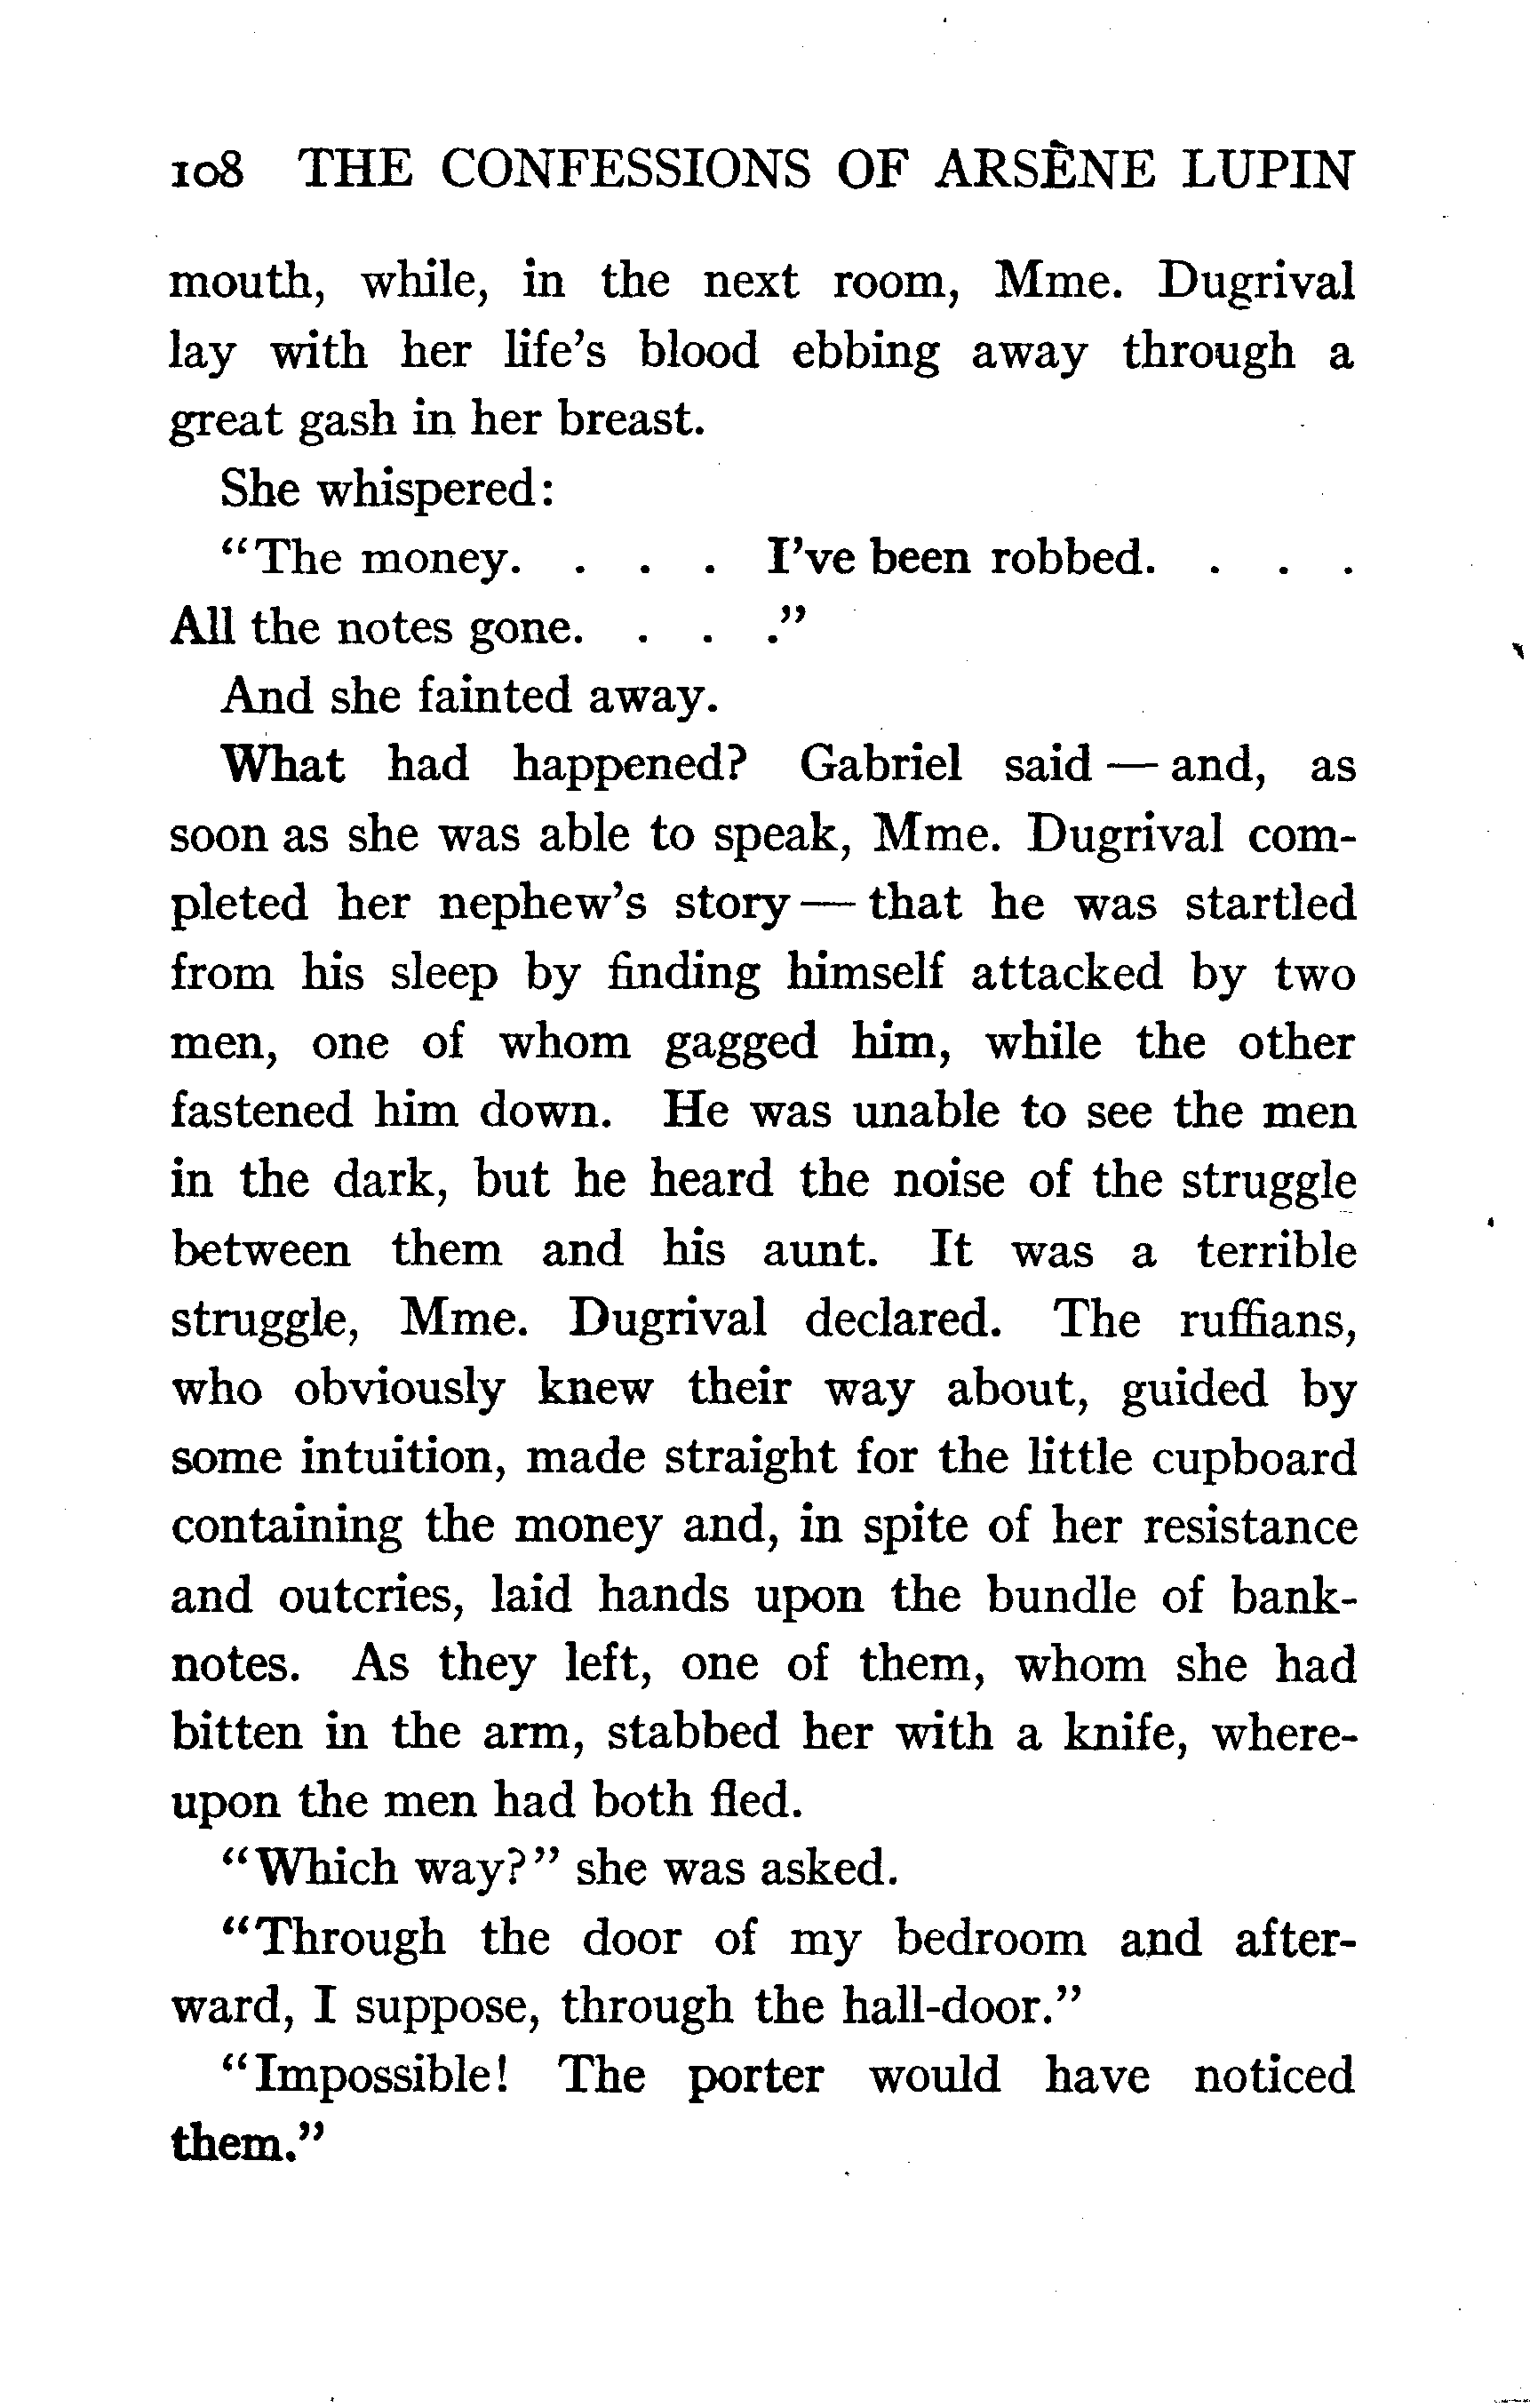 108 THE CONFESSIONS OF ARSÈNE LUPIN
mouth, while, in the next room, Mme. Dugrival
lay with her life's blood ebbing away through a
great gash in her breast.
She whispered:
"The money. . . . I've been robbed. . . .
All the notes gone. . . ."
And she fainted away.
What had happened? Gabriel said — and, as
soon as she was able to speak, Mme. Dugrival com-
pleted her nephew's story — that he was startled
from his sleep by finding himself attacked by two
men, one of whom gagged him, while the other
fastened him down. He was unable to see the men
in the dark, but he heard the noise of the struggle
between them and his aunt. It was a terrible
struggle, Mme. Dugrival declared. The ruffians,
who obviously knew their way about, guided by
some intuition, made straight for the little cupboard
containing the money and, in spite of her resistance
and outcries, laid hands upon the bundle of bank-
notes. As they left, one of them, whom she had
bitten in the arm, stabbed her with a knife, where-
upon the men had both fled.
"Which way?" she was asked.
"Through the door of my bedroom and after-
ward, I suppose, through the hall-door."
"Impossible! The porter would have noticed
them."